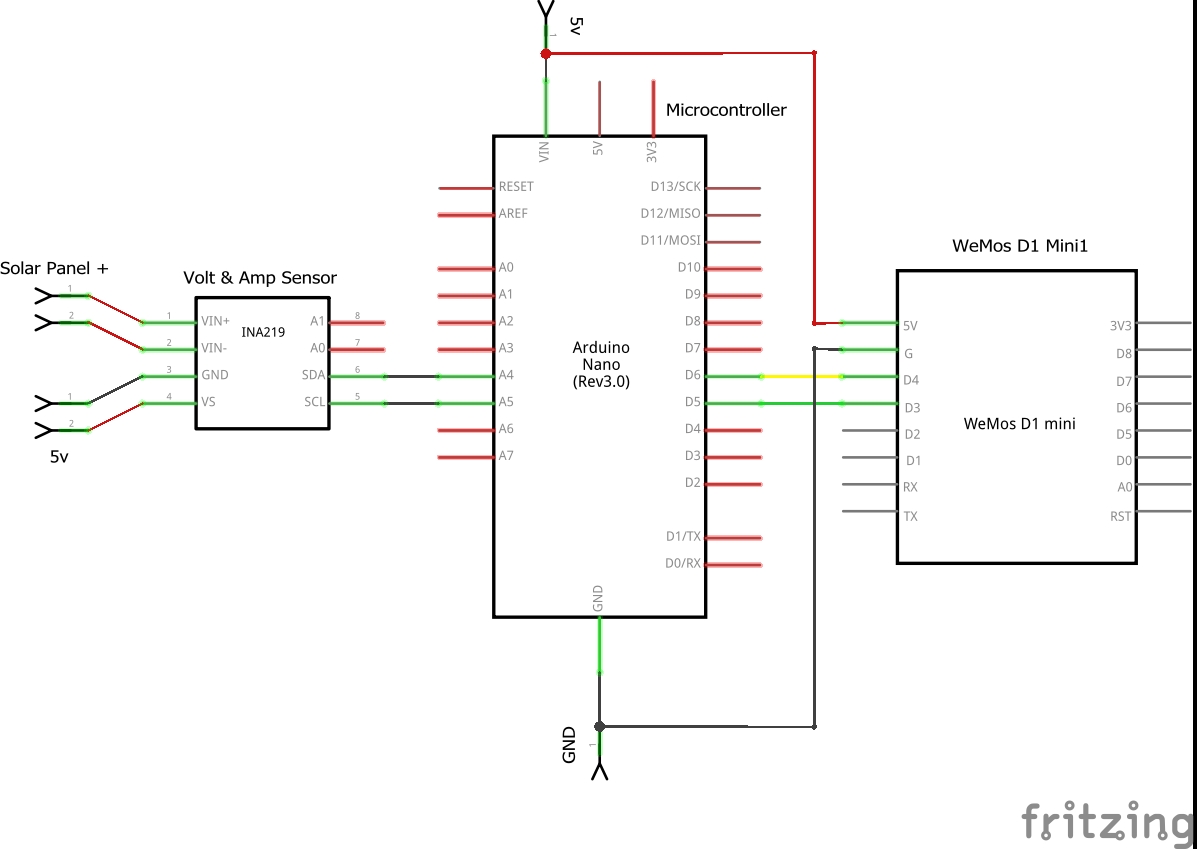 5v
1
Microcontroller
VIN
5V
3V3
RESET
AREF
A0
A1
A2
A3
A4
A5
A6
A7
D13/SCK
D12/MISO
D11/MOSI
D10
D9
D8
D7
D6
D5
D4
D3
D2
D1/TX
D0/RX
GND
Arduino
Nano
(Rev3.0)
Solar Panel +
1
2
1
2
5v
Volt & Amp Sensor
INA219
1 VIN+
2 VIN-
3 GND
4 VS
A1 8
A0 7
SDA 6
SCL 5
WeMos D1 Mini1
5V
G
D4
D3
D2
D1
RX
TX
WeMos D1 mini
3V3
D8
D7
D6
D5
D0
A0
RST
GND
1
fritzing